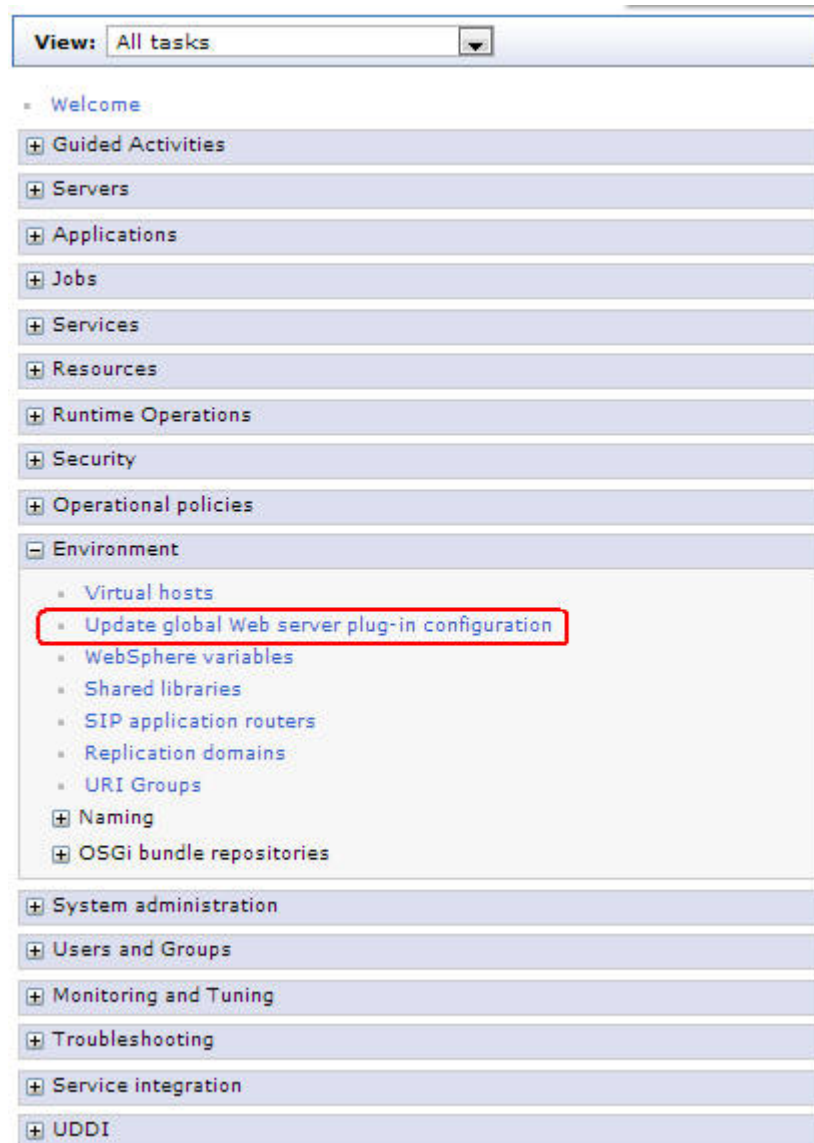 View: All tasks
Welcome
Guided Activities
Servers
Applications
Jobs
Services
Resources
Runtime Operations
Security
Operational policies
Environment
Virtual hosts
Update global Web server plug-in configuration
WebSphere variables
Shared libraries
SIP application routers
Replication domains
URI Groups
Naming
OSGi bundle repositories
System administration
Users and Groups
Monitoring and Tuning
Troubleshooting
Service integration
UDDI